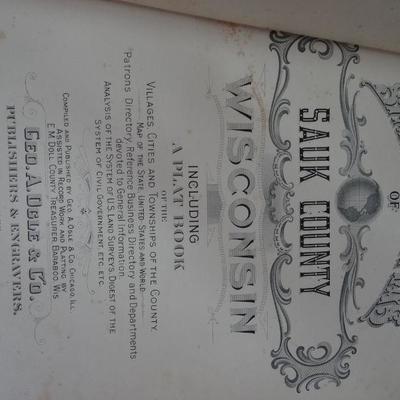 OF
SAUK COUNTY
WISCONSIN
INCLUDING
A PLAT BOOK
OF THE
VILLAGES, CITIES AND TOWNSHIPS OF THE COUNTY.
MAP OF THE STATE, UNITED STATES AND WORLD.
Patrons Directory, Reference Business Directory and Departments
devoted to General Information.
ANALYSIS OF THE SYSTEM OF U.S. LAND SURVEYS, DIGEST OF THE
SYSTEM OF CIVIL GOVERNMENT, ETC. ETC.
COMPILED AND PUBLISHED BY GEO. A. OGLE & CO. CHICAGO, ILL.
ASSISTED IN RECORD WORK AND PLATTING BY
E M DOLL COUNTY TREASURER BARABOO WIS
GEO. A. OGLE & CO.
PUBLISHERS & ENGRAVERS.